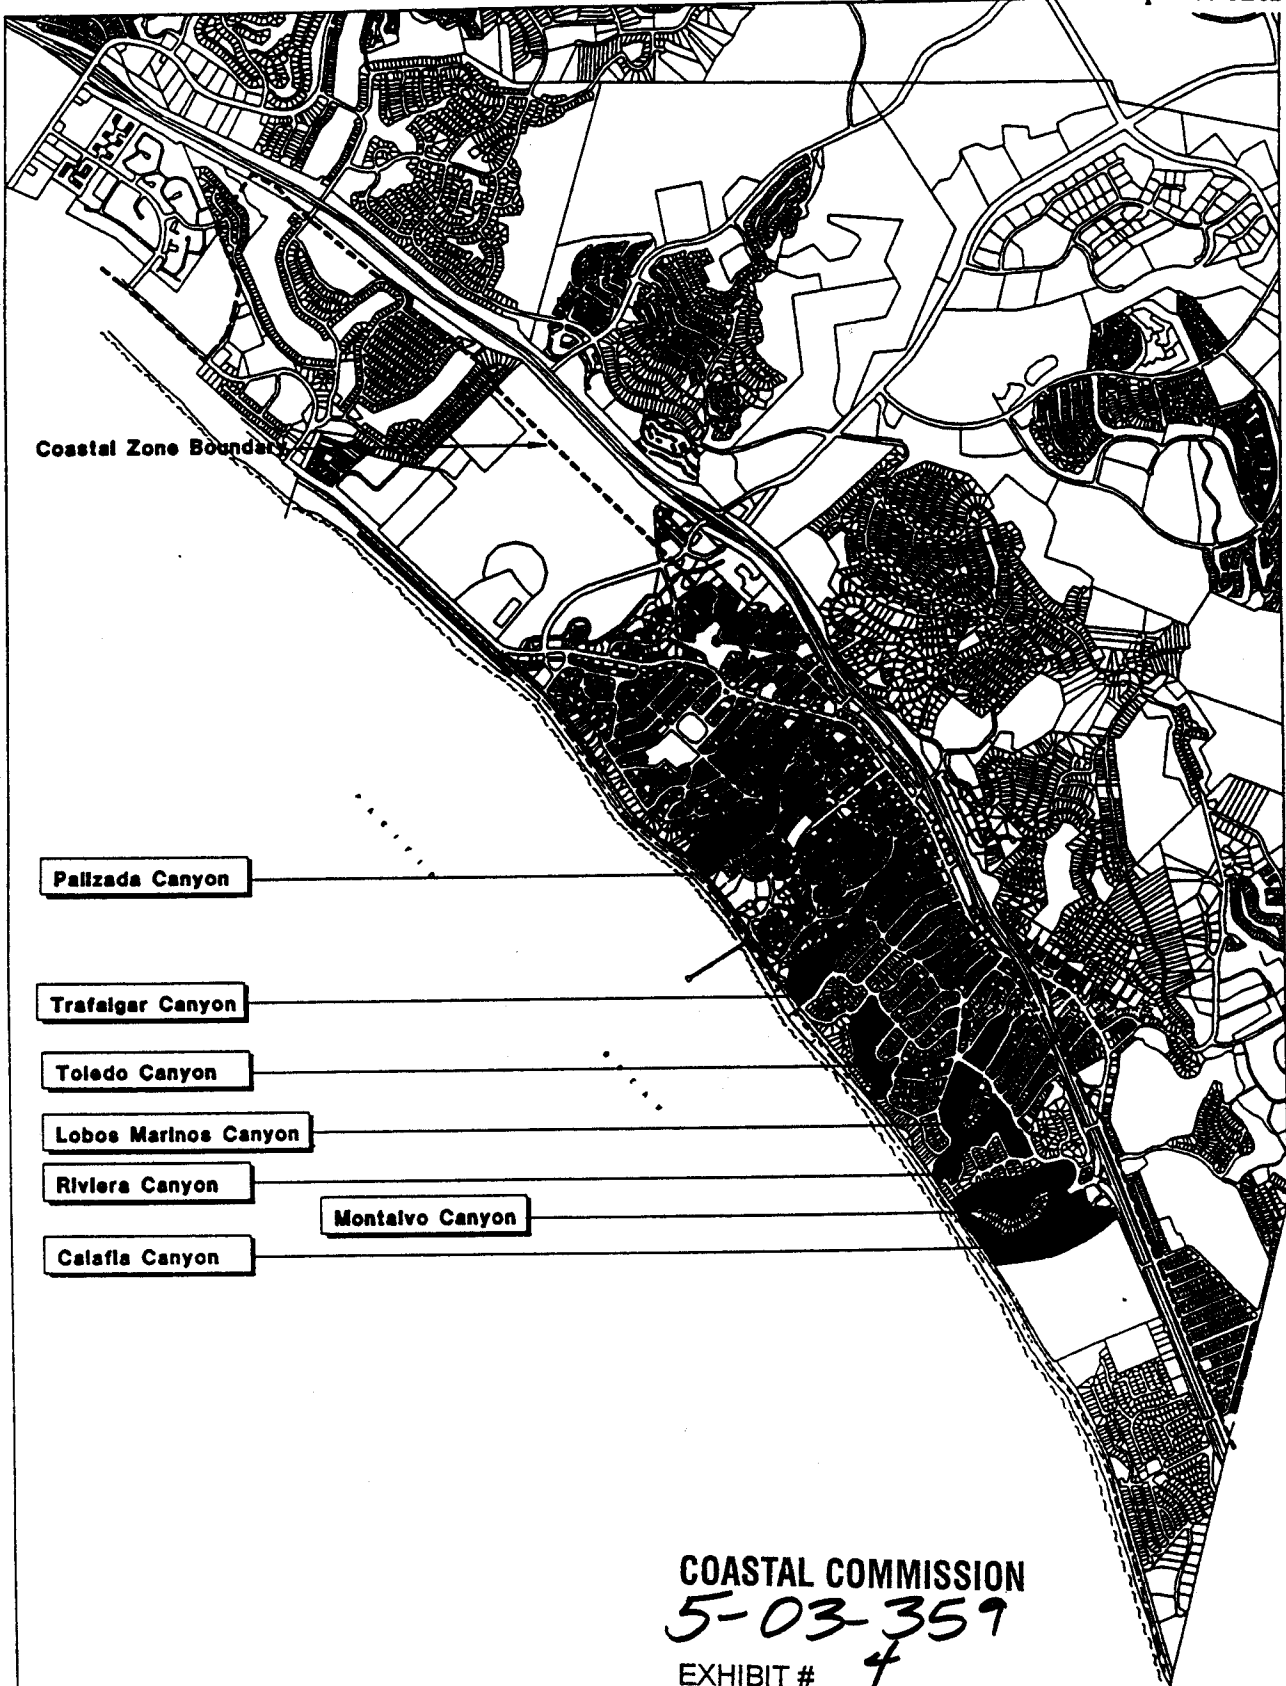 Coastal Zone Boundary
Palizada Canyon
Trafalgar Canyon
Toledo Canyon
Lobos Marinos Canyon
Riviera Canyon
Montalvo Canyon
Calafia Canyon
COASTAL COMMISSION
5-03-359
EXHIBIT # 4